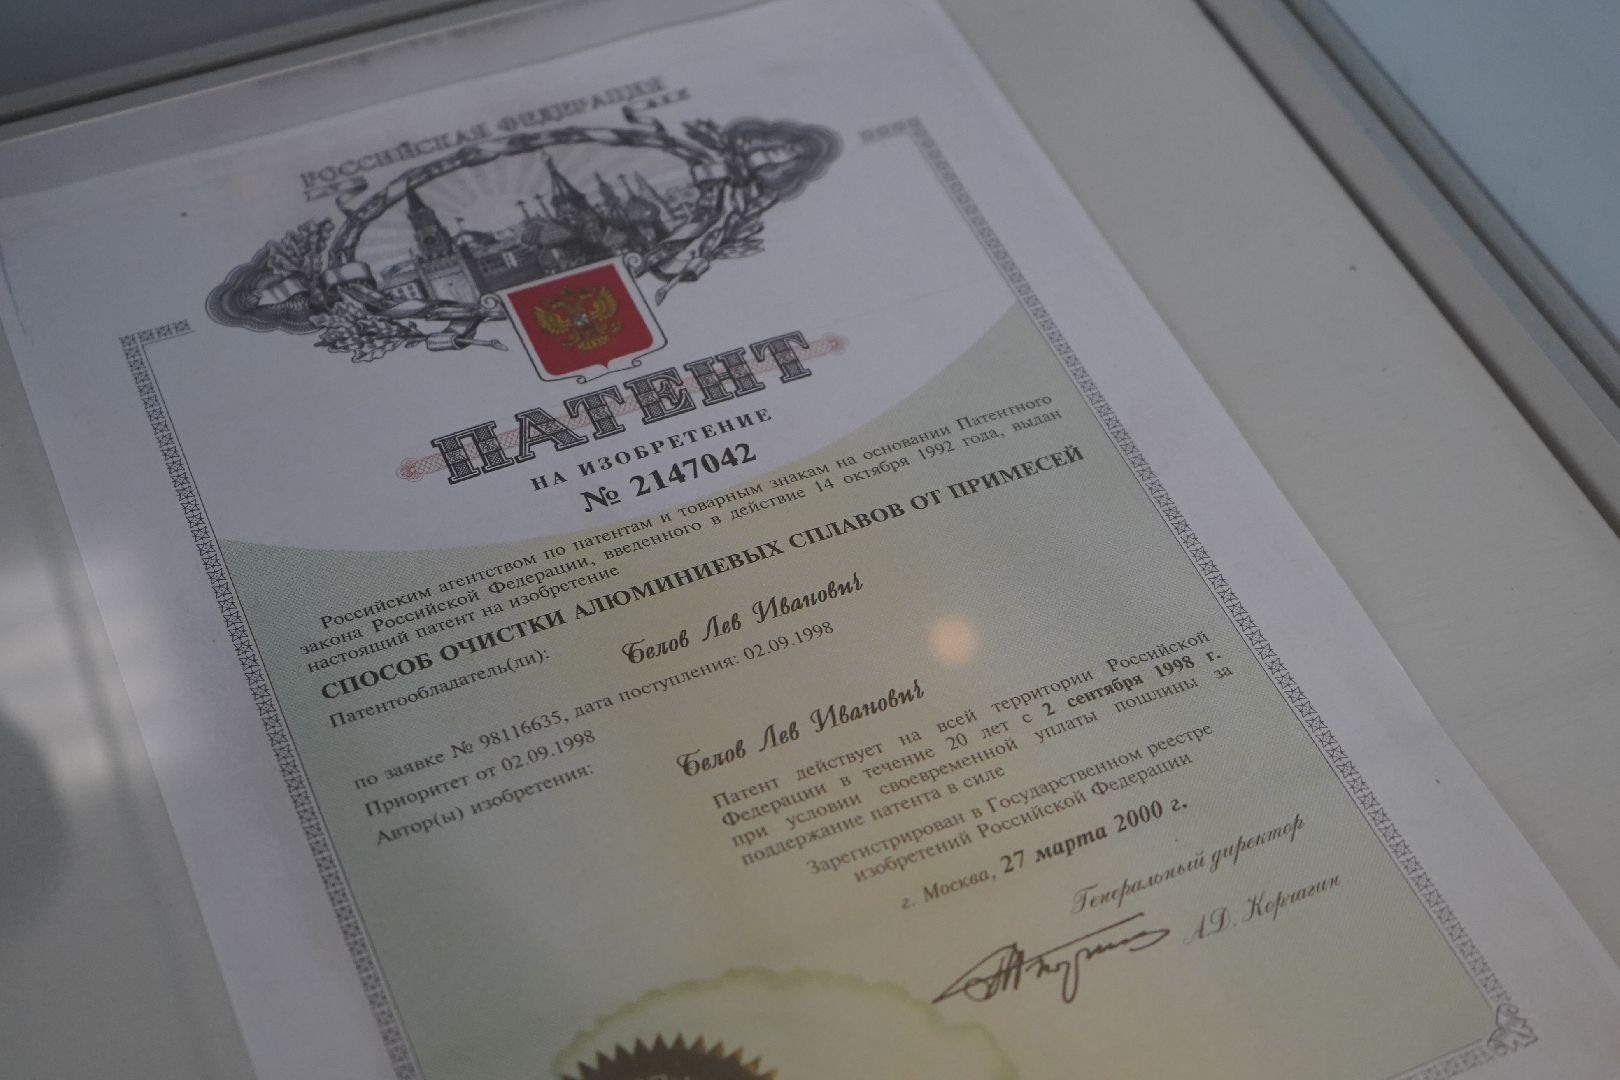 РОССИЙСКАЯ ФЕДЕРАЦИЯ
ПАТЕНТ
НА ИЗОБРЕТЕНИЕ
№ 2147042
Российским агентством по патентам и товарным знакам на основании Патентного
закона Российской Федерации, введенного в действие 14 октября 1992 года, выдан
настоящий патент на изобретение
СПОСОБ ОЧИСТКИ АЛЮМИНИЕВЫХ СПЛАВОВ ОТ ПРИМЕСЕЙ
Патентообладатель(ли):
Белов Лев Иванович
по заявке № 98116635, дата поступления: 02.09.1998
Приоритет от 02.09.1998
Автор(ы) изобретения:
Белов Лев Иванович
Патент действует на всей территории Российской
Федерации в течение 20 лет с 2 сентября 1998 г.
при условии своевременной уплаты пошлины за
поддержание патента в силе
Зарегистрирован в Государственном реестре
изобретений Российской Федерации
г. Москва, 27 марта 2000 г.
Генеральный директор
А.Д. Корчагин